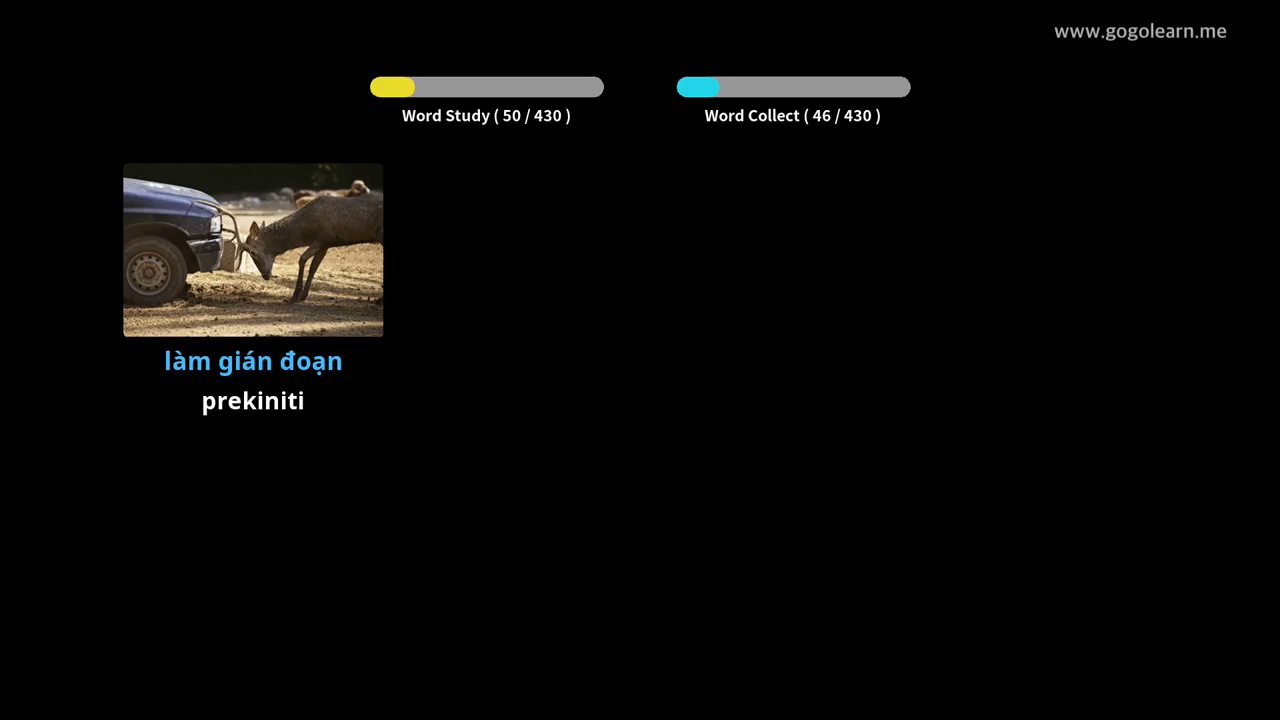 www.gogolearn.me
Word Study ( 50 / 430 )
Word Collect ( 46 / 430 )
làm gián đoạn
prekiniti